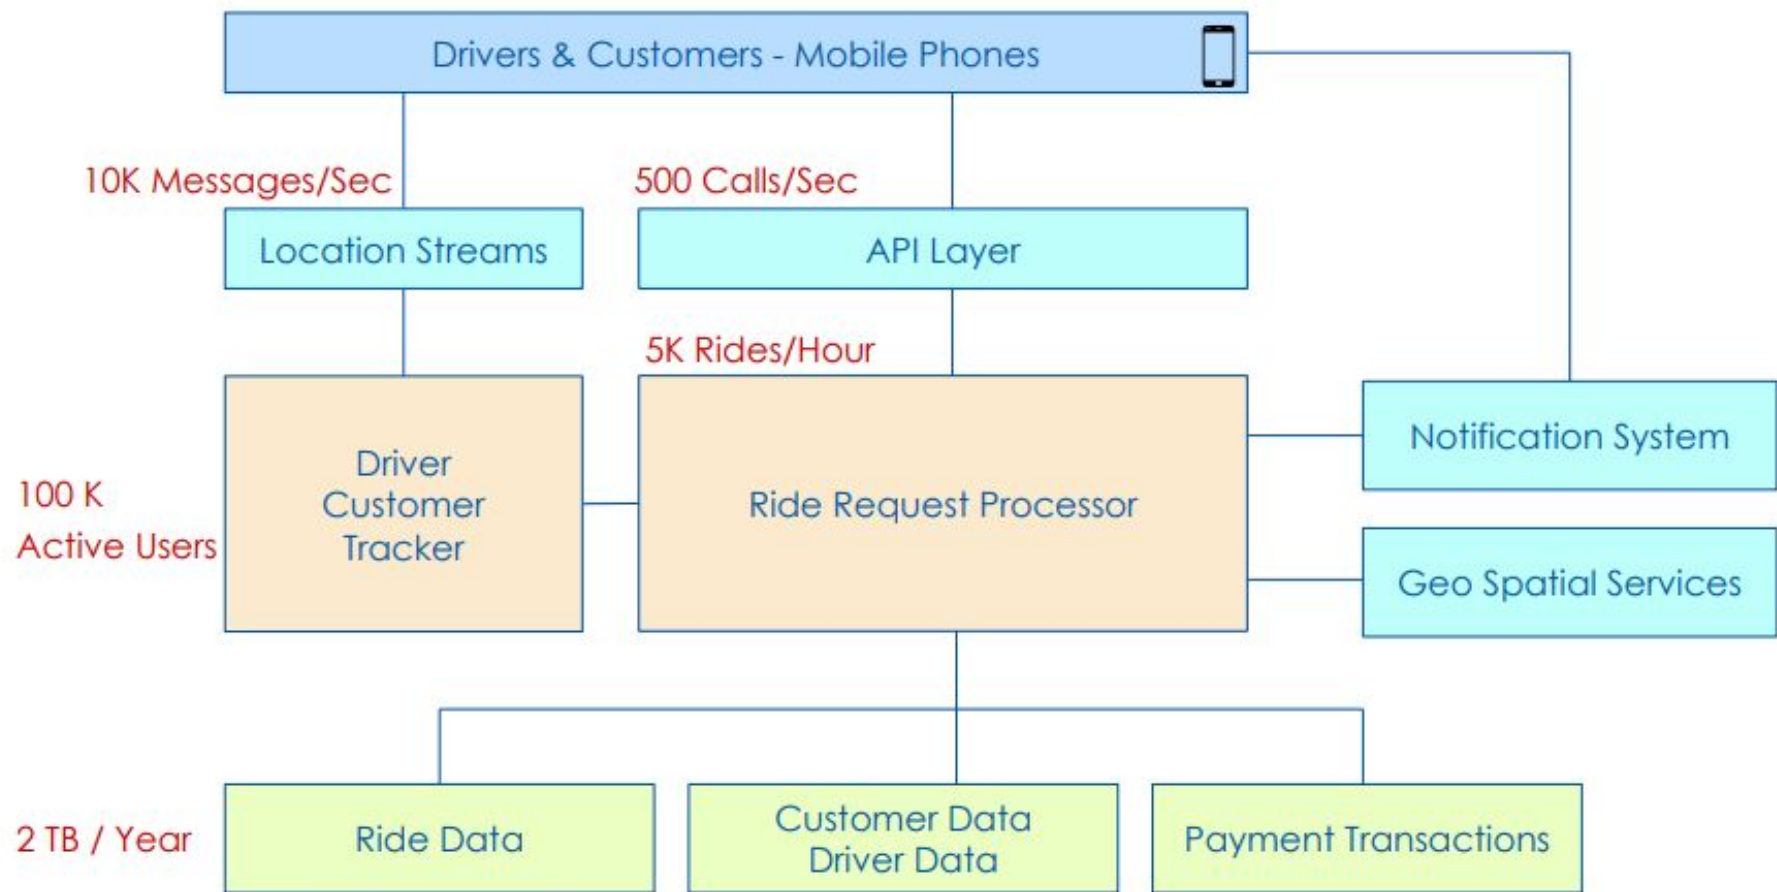 Drivers & Customers - Mobile Phones
10K Messages/Sec
500 Calls/Sec
Location Streams
API Layer
5K Rides/Hour
100 K
Active Users
Driver
Customer
Tracker
Ride Request Processor
Notification System
Geo Spatial Services
2 TB / Year
Ride Data
Customer Data
Driver Data
Payment Transactions